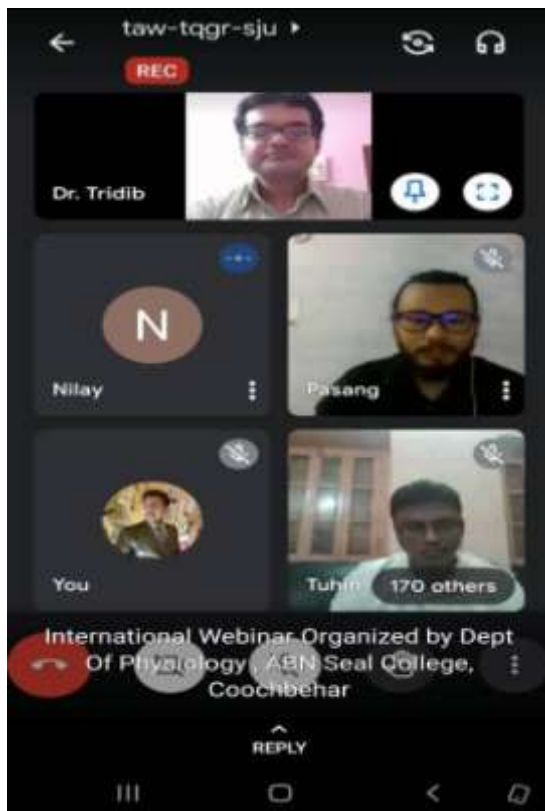 taw-tqgr-sju
REC
Dr. Tridib
N
Nilay
Pasang
You
Tuhin
170 others
International Webinar Organized by Dept
Of Physiology, ABN Seal College,
Coochbehar
REPLY